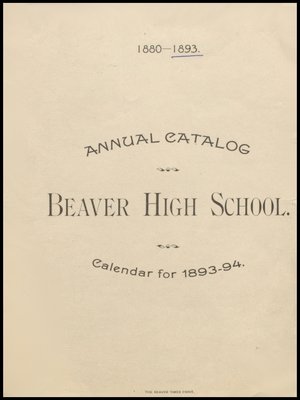 1880—1893.
ANNUAL CATALOG
BEAVER HIGH SCHOOL.
Calendar for 1893-94.
THE BEAVER TIMES PRINT.